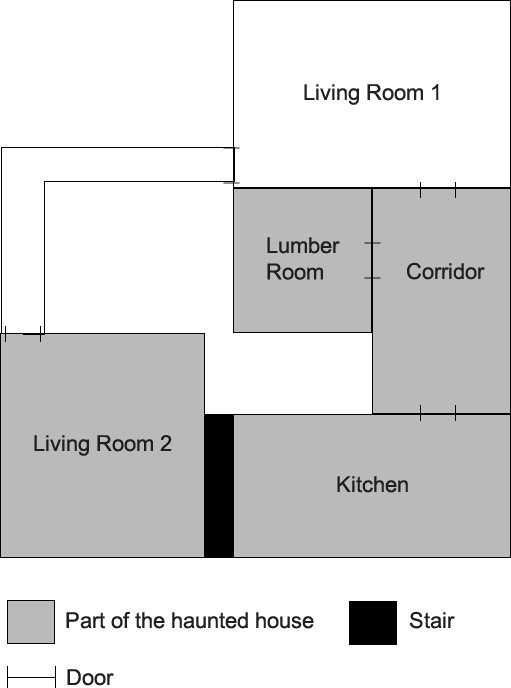 Living Room 1
Lumber
Room
Corridor
Living Room 2
Kitchen
Part of the haunted house
Stair
Door